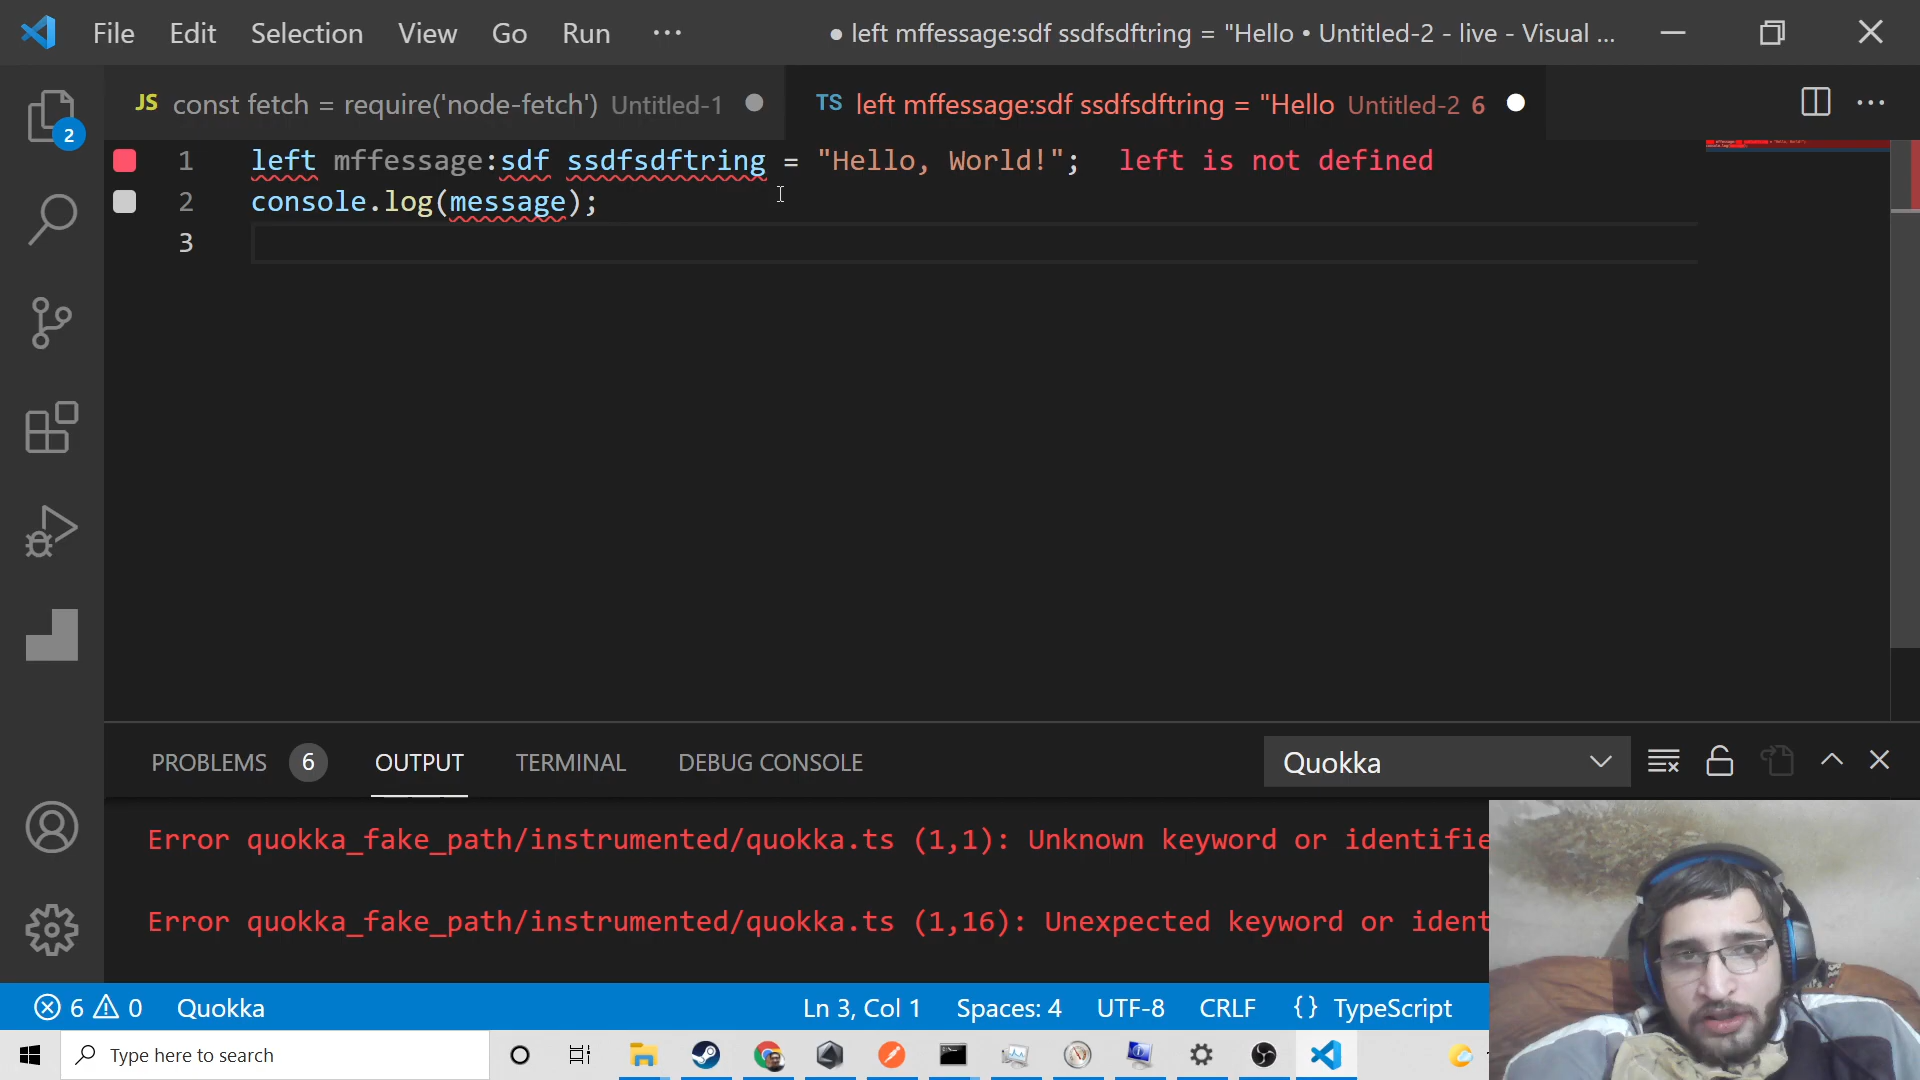 File Edit Selection View Go Run ···
● left mffessage:sdf ssdfsdftring = "Hello • Untitled-2 - live - Visual ...
JS const fetch = require('node-fetch') Untitled-1
TS left mffessage:sdf ssdfsdftring = "Hello Untitled-2 6
2
1 left mffessage:sdf ssdfsdftring = "Hello, World!"; left is not defined
2 console.log(message);
3
PROBLEMS 6 OUTPUT TERMINAL DEBUG CONSOLE Quokka
Error quokka_fake_path/instrumented/quokka.ts (1,1): Unknown keyword or identifie
Error quokka_fake_path/instrumented/quokka.ts (1,16): Unexpected keyword or ident
6 0 Quokka Ln 3, Col 1 Spaces: 4 UTF-8 CRLF {} TypeScript
Type here to search